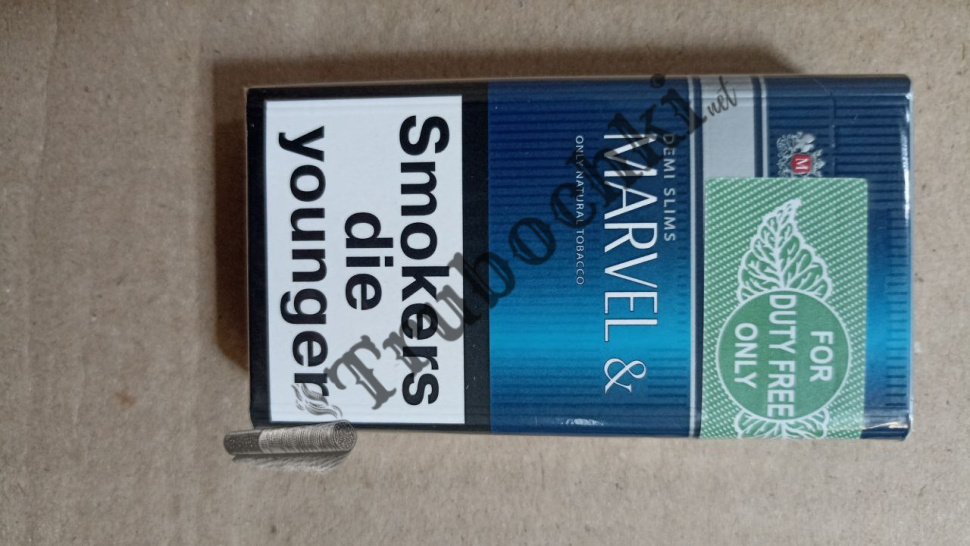 FOR
DUTY FREE
ONLY
DEMI SLIMS
MARVEL &
ONLY NATURAL TOBACCO
Smokers
die
younger
Trubochki.net